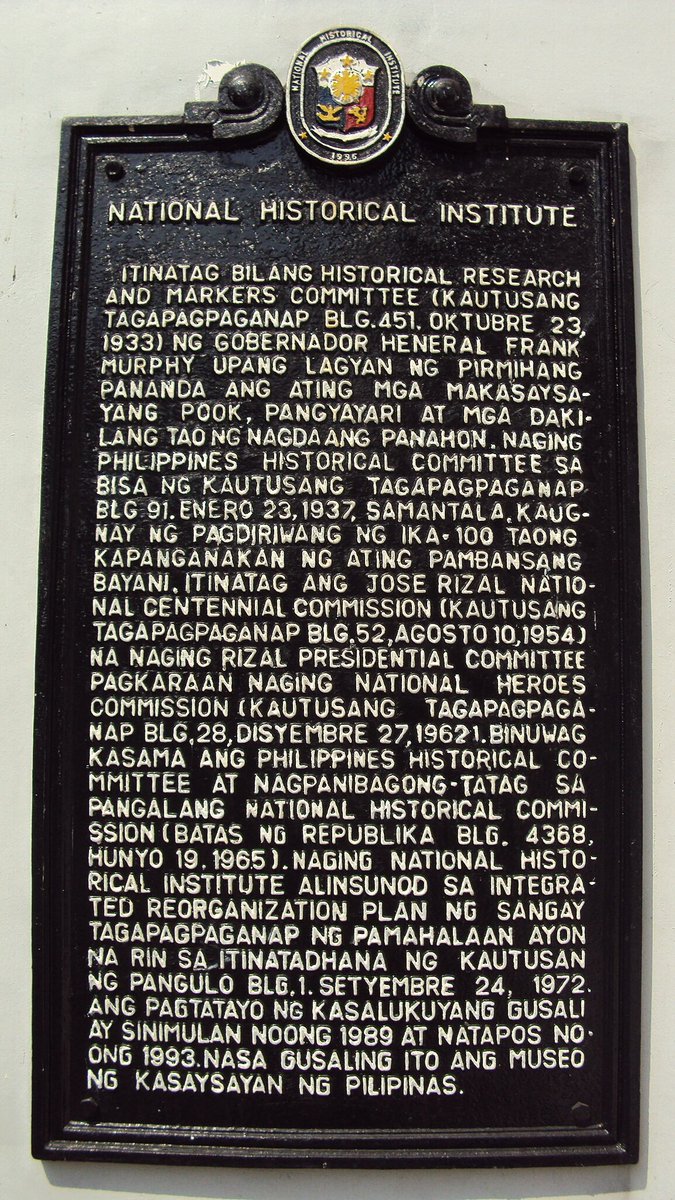 NATIONAL HISTORICAL INSTITUTE
1996
NATIONAL HISTORICAL INSTITUTE
ITINATAG BILANG HISTORICAL RESEARCH
AND MARKERS COMMITTEE (KAUTUSANG
TAGAPAGPAGANAP BLG.451, OKTUBRE 23,
1933) NG GOBERNADOR HENERAL FRANK
MURPHY UPANG LAGYAN NG PIRMIHANG
PANANDA ANG ATING MGA MAKASAYSA-
YANG POOK, PANGYAYARI AT MGA DAKI-
LANG TAO NG NAGDAANG PANAHON. NAGING
PHILIPPINES HISTORICAL COMMITTEE SA
BISA NG KAUTUSANG TAGAPAGPAGANAP
BLG 91. ENERO 23, 1937, SAMANTALA, KAUG-
NAY NG PAGDIRIWANG NG IKA-100 TAONG
KAPANGANAKAN NG ATING PAMBANSANG
BAYANI. ITINATAG ANG JOSE RIZAL NATIO-
NAL CENTENNIAL COMMISSION (KAUTUSANG
TAGAPAGPAGANAP BLG.52, AGOSTO 10, 1954)
NA NAGING RIZAL PRESIDENTIAL COMMITTEE
PAGKARAAN NAGING NATIONAL HEROES
COMMISSION (KAUTUSANG TAGAPAGPAGA-
NAP BLG.28, DISYEMBRE 27, 1962). BINUWAG
KASAMA ANG PHILIPPINES HISTORICAL CO-
MMITTEE AT NAGPANIBAGONG-TATAG SA
PANGALANG NATIONAL HISTORICAL COMMI-
SSION (BATAS NG REPUBLIKA BLG. 4368,
HUNYO 19. 1965). NAGING NATIONAL HISTO-
RICAL INSTITUTE ALINSUNOD SA INTEGRA-
TED REORGANIZATION PLAN NG SANGAY
TAGAPAGPAGANAP NG PAMAHALAAN AYON
NA RIN SA ITINATADHANA NG KAUTUSAN
NG PANGULO BLG.1. SETYEMBRE 24, 1972.
ANG PAGTATAYO NG KASALUKUYANG GUSALI
AY SINIMULAN NOONG 1989 AT NATAPOS NO-
ONG 1993. NASA GUSALING ITO ANG MUSEO
NG KASAYSAYAN NG PILIPINAS.